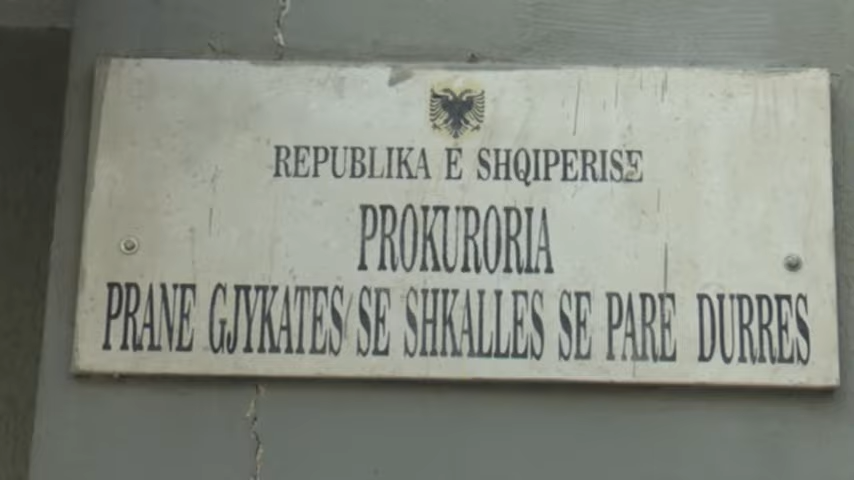 REPUBLIKA E SHQIPERISE
PROKURORIA
PRANE GJYKATES SE SHKALLES SE PARE DURRES